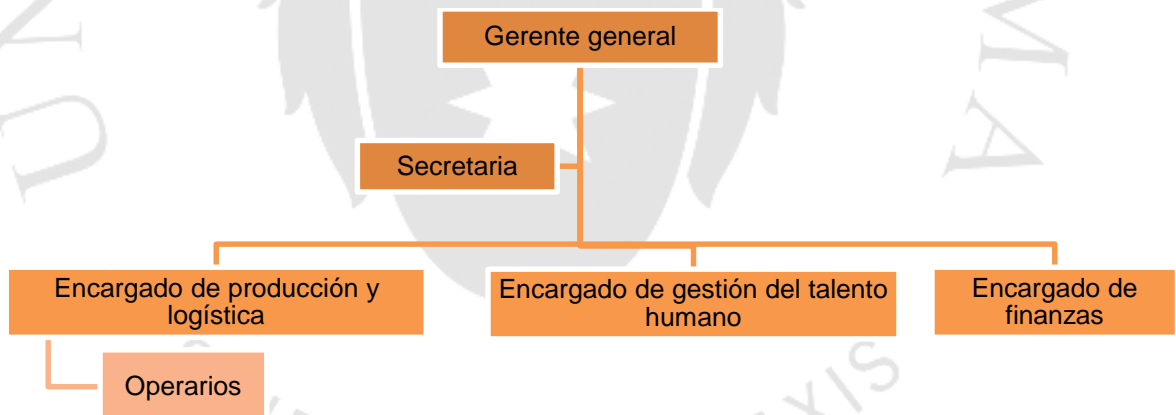 Gerente general
Secretaria
Encargado de producción y
logística
Encargado de gestión del talento
humano
Encargado de
finanzas
Operarios